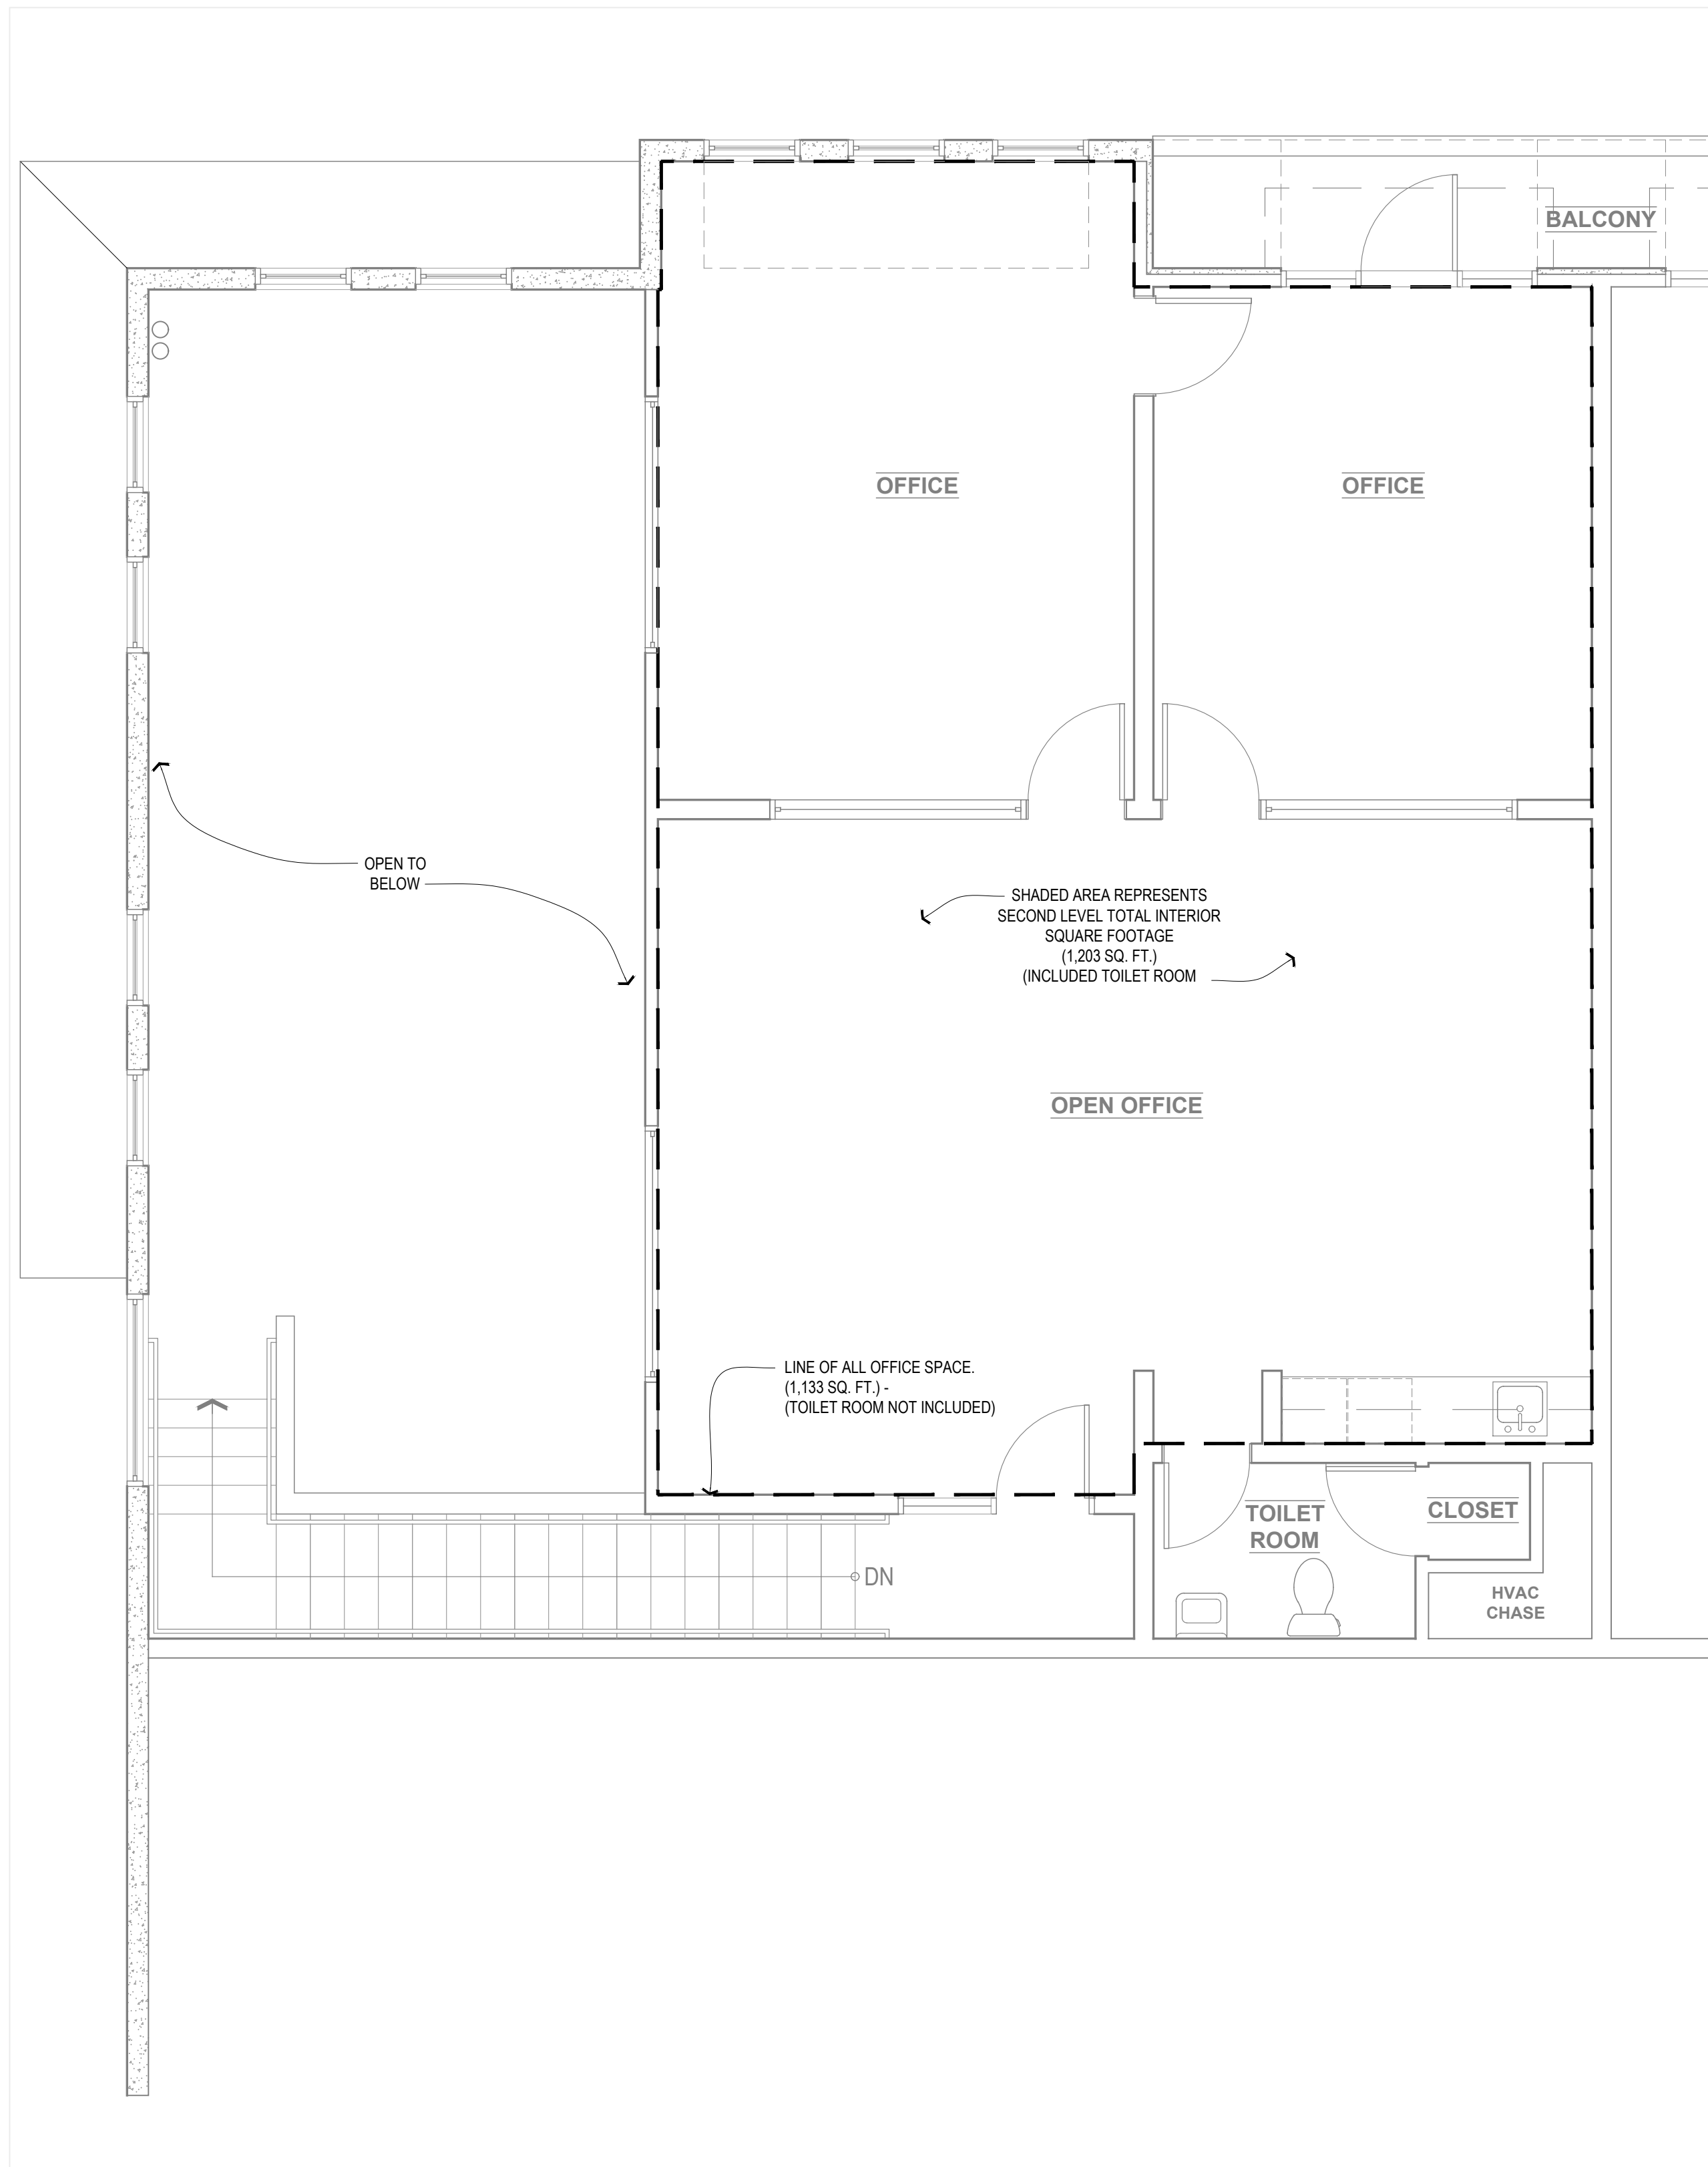 BALCONY
OFFICE
OFFICE
OPEN TO
BELOW
SHADED AREA REPRESENTS
SECOND LEVEL TOTAL INTERIOR
SQUARE FOOTAGE
(1,203 SQ. FT.)
(INCLUDED TOILET ROOM
OPEN OFFICE
LINE OF ALL OFFICE SPACE.
(1,133 SQ. FT.) -
(TOILET ROOM NOT INCLUDED)
TOILET
ROOM
CLOSET
DN
HVAC
CHASE